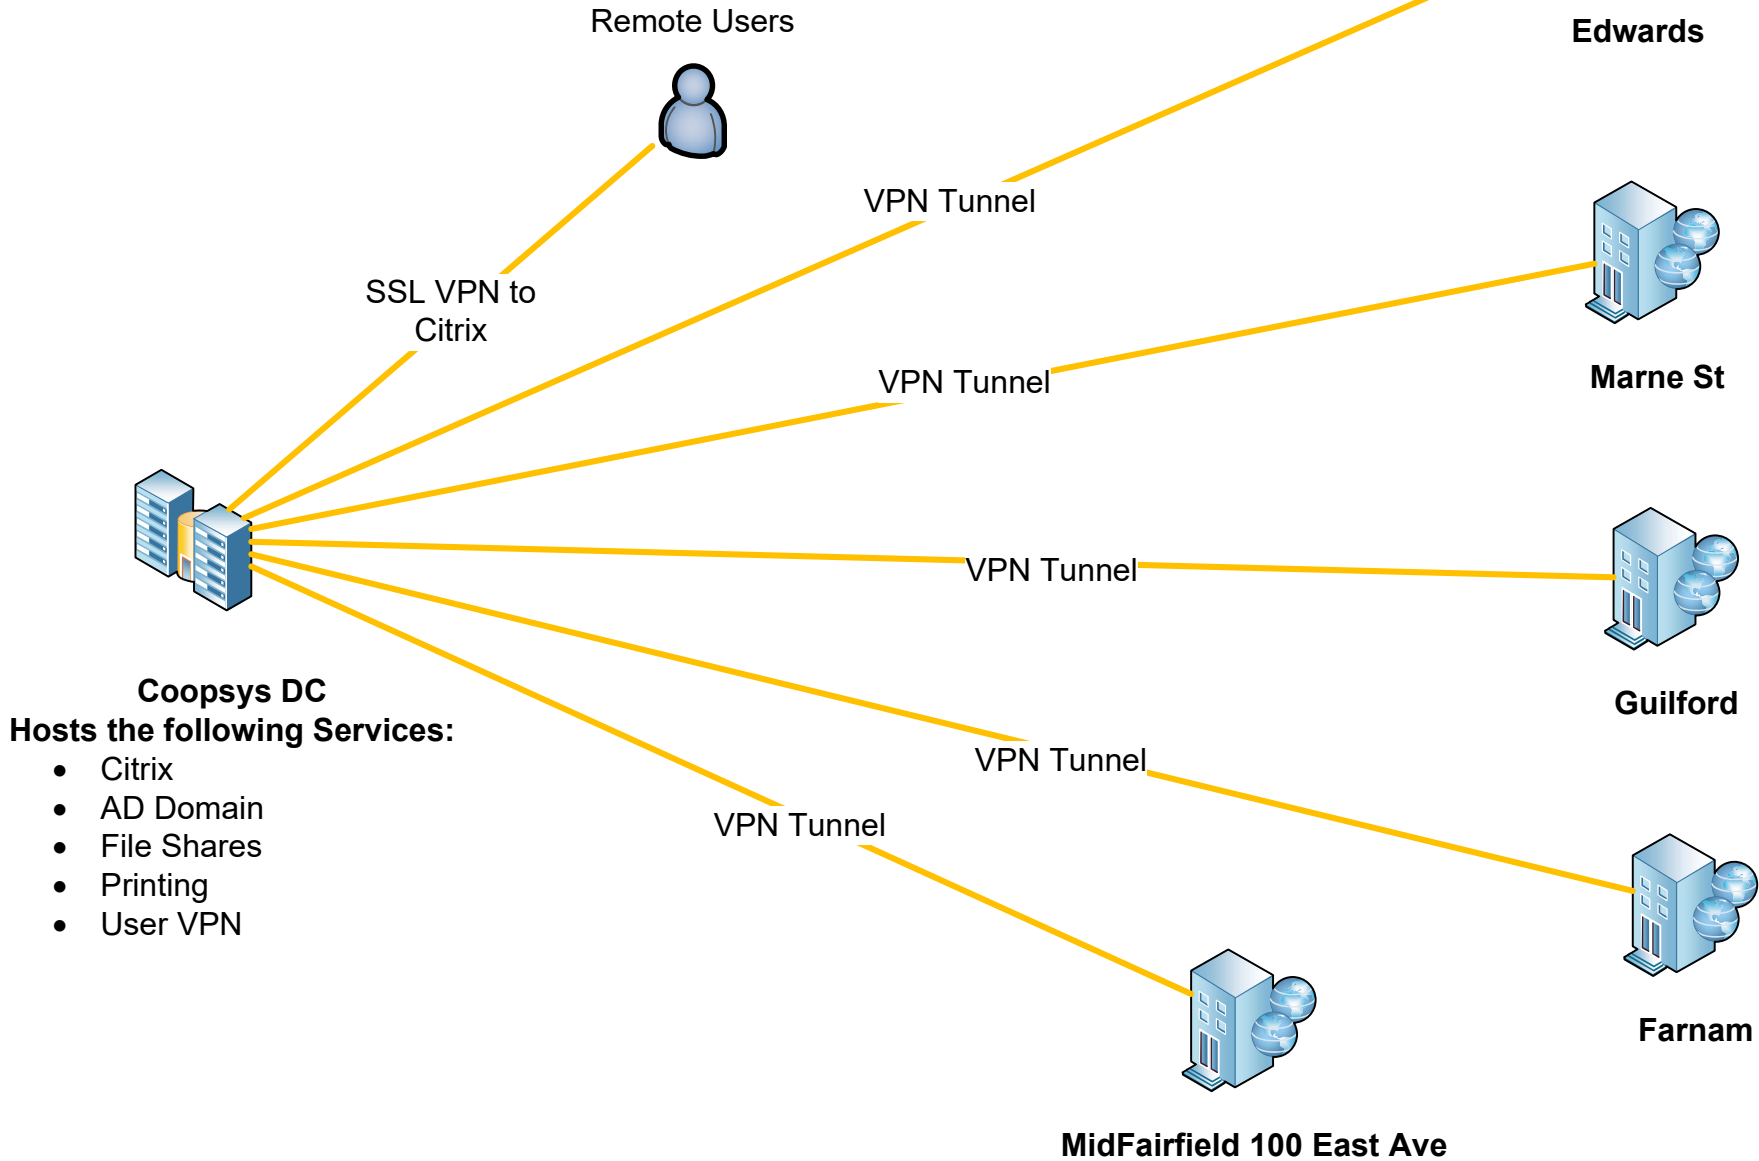 Remote Users
Edwards
VPN Tunnel
SSL VPN to
Citrix
VPN Tunnel
Marne St
VPN Tunnel
Coopsys DC
Hosts the following Services:
• Citrix
• AD Domain
• File Shares
• Printing
• User VPN
Guilford
VPN Tunnel
VPN Tunnel
Farnam
MidFairfield 100 East Ave